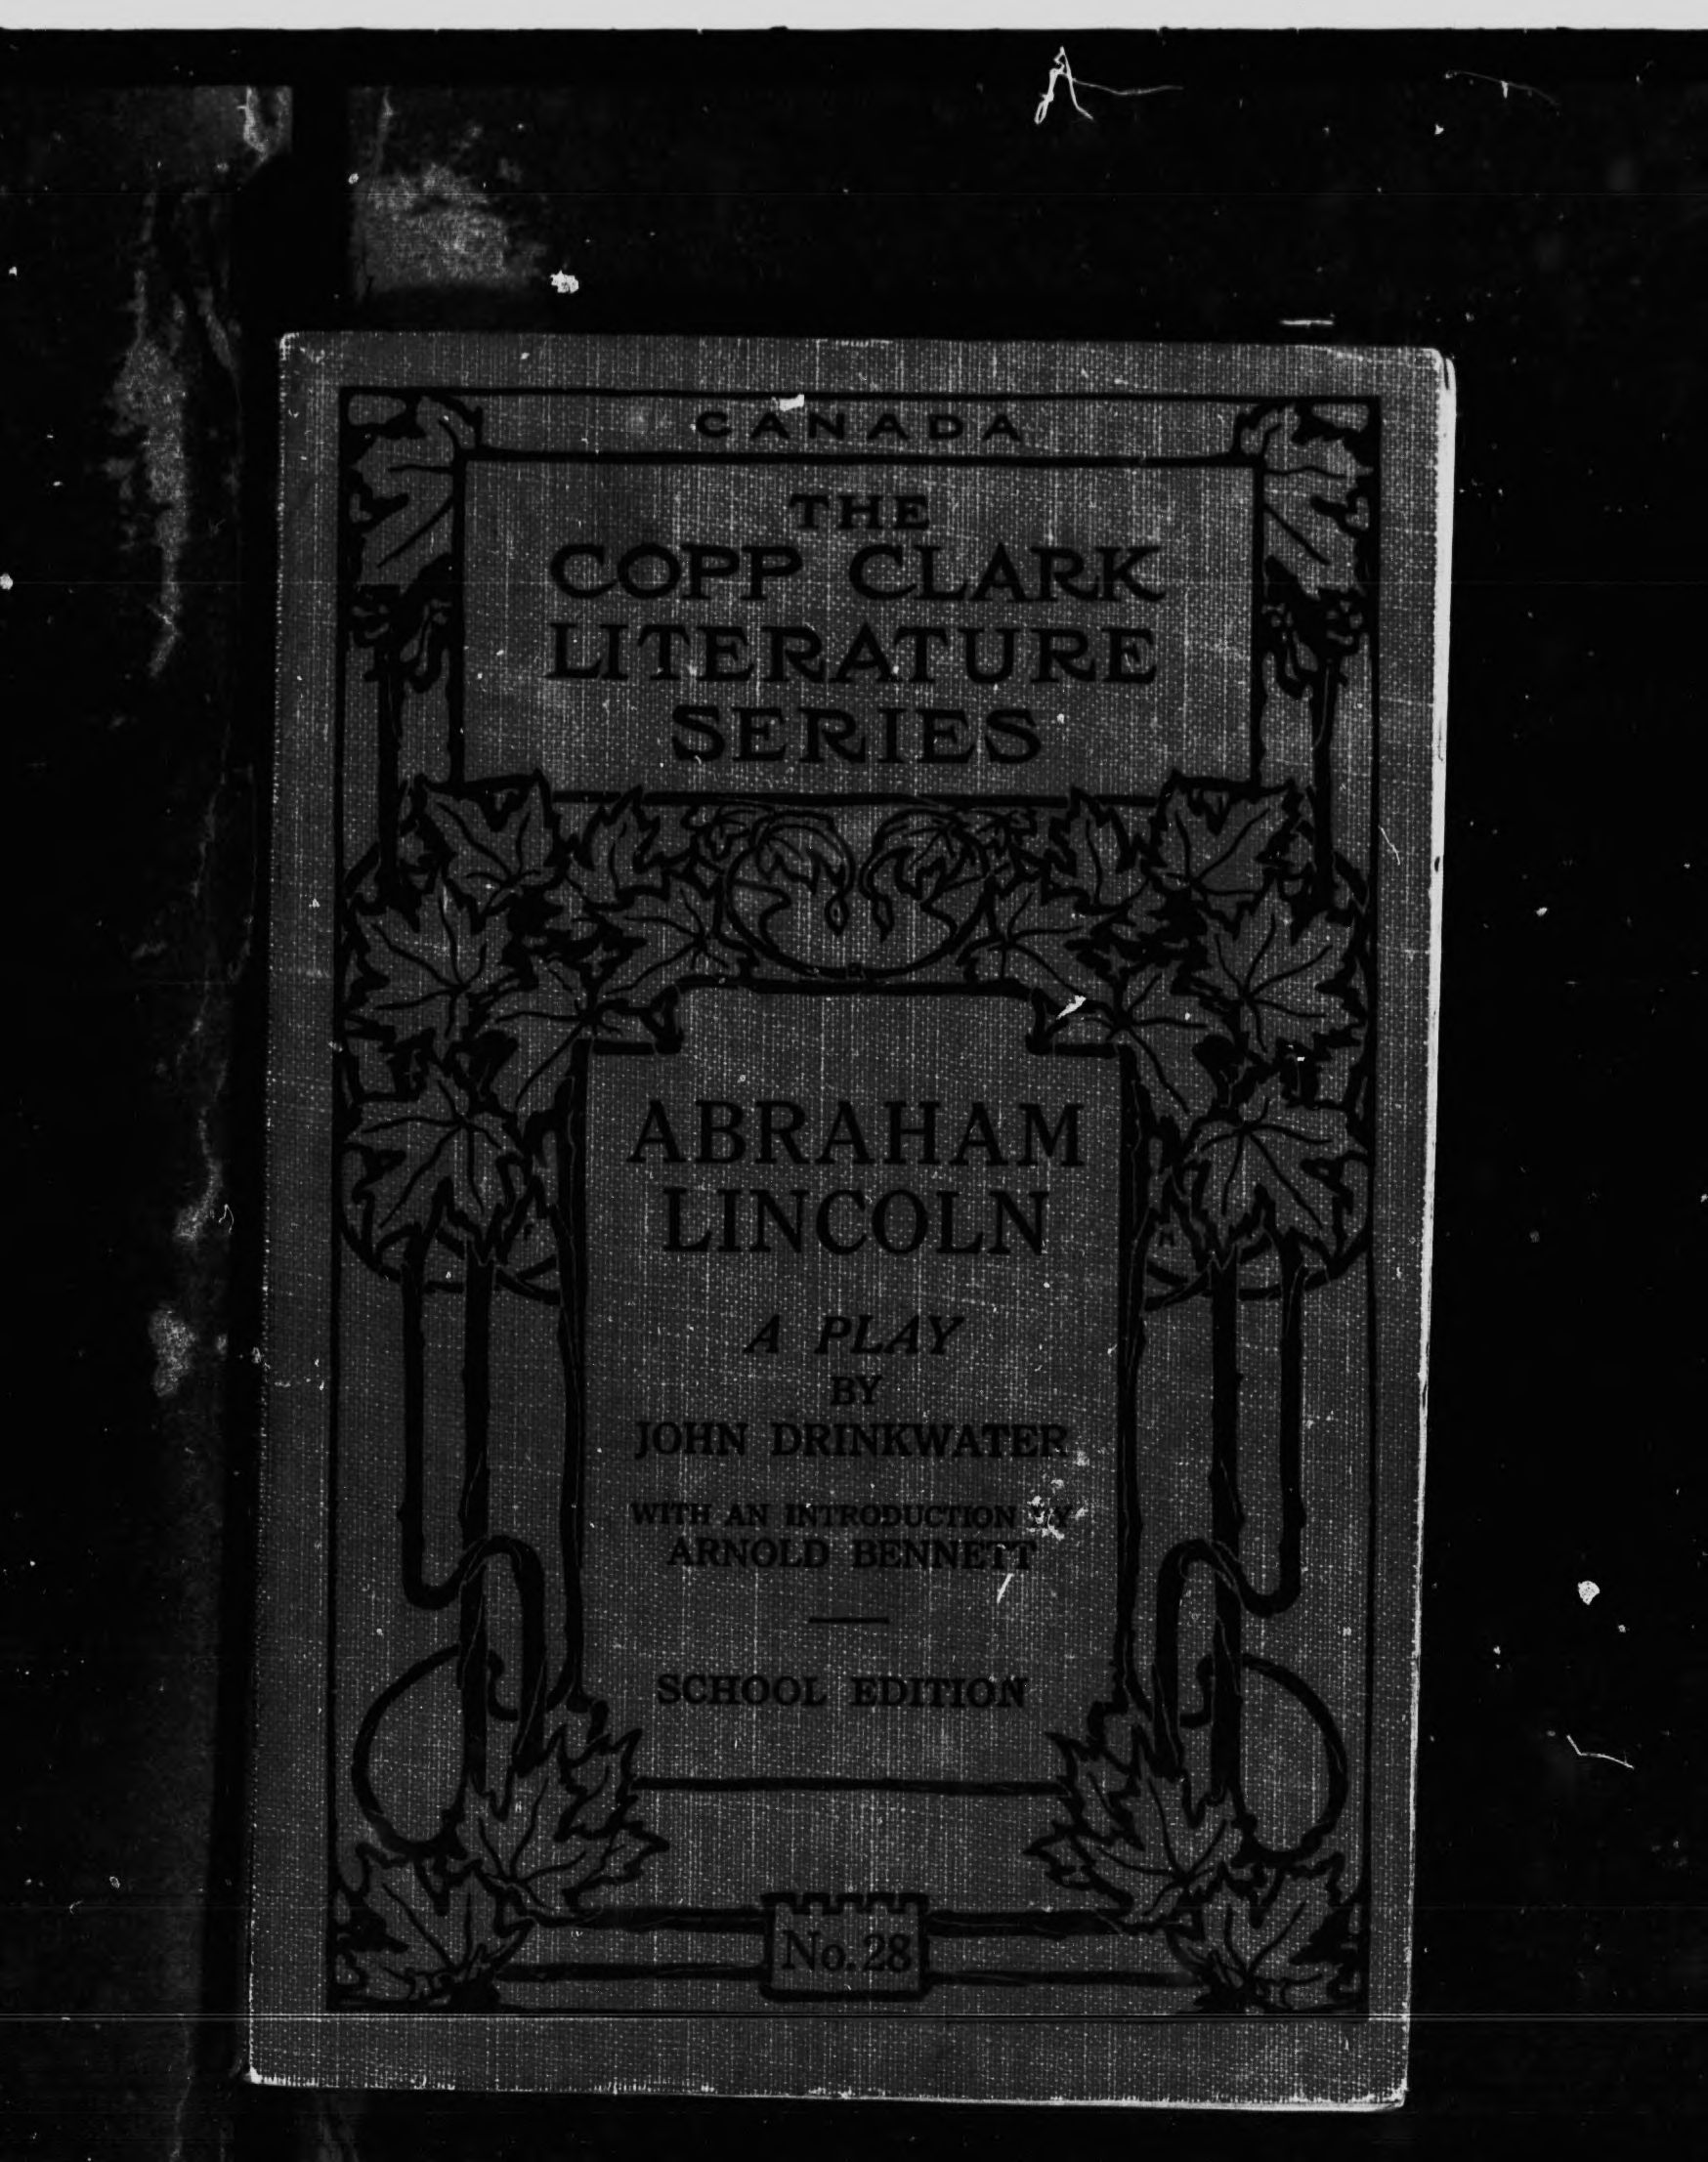 CANADA
THE
COPP CLARK
LITERATURE
SERIES
ABRAHAM
LINCOLN
A PLAY
BY
JOHN DRINKWATER
WITH AN INTRODUCTION BY
ARNOLD BENNETT
SCHOOL EDITION
No. 28